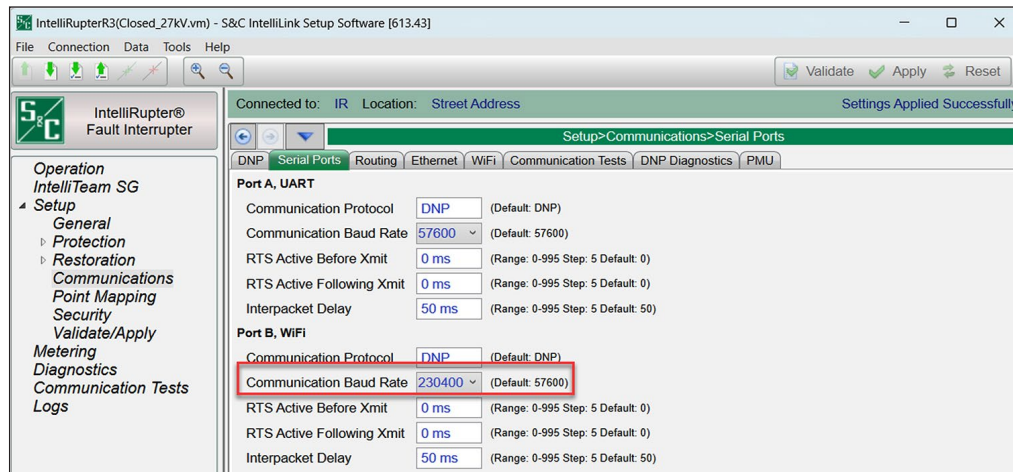 IntelliRupterR3(Closed_27kV.vm) - S&C IntelliLink Setup Software [613.43]
File Connection Data Tools Help
Validate Apply Reset
S&C
IntelliRupter®
Fault Interrupter
Operation
IntelliTeam SG
Setup
General
Protection
Restoration
Communications
Point Mapping
Security
Validate/Apply
Metering
Diagnostics
Communication Tests
Logs
Connected to: IR Location: Street Address Settings Applied Successfully
Setup>Communications>Serial Ports
DNP Serial Ports Routing Ethernet WiFi Communication Tests DNP Diagnostics PMU
Port A, UART
Communication Protocol DNP (Default: DNP)
Communication Baud Rate 57600 (Default: 57600)
RTS Active Before Xmit 0 ms (Range: 0-995 Step: 5 Default: 0)
RTS Active Following Xmit 0 ms (Range: 0-995 Step: 5 Default: 0)
Interpacket Delay 50 ms (Range: 0-995 Step: 5 Default: 50)
Port B, WiFi
Communication Protocol DNP (Default: DNP)
Communication Baud Rate 230400 (Default: 57600)
RTS Active Before Xmit 0 ms (Range: 0-995 Step: 5 Default: 0)
RTS Active Following Xmit 0 ms (Range: 0-995 Step: 5 Default: 0)
Interpacket Delay 50 ms (Range: 0-995 Step: 5 Default: 50)